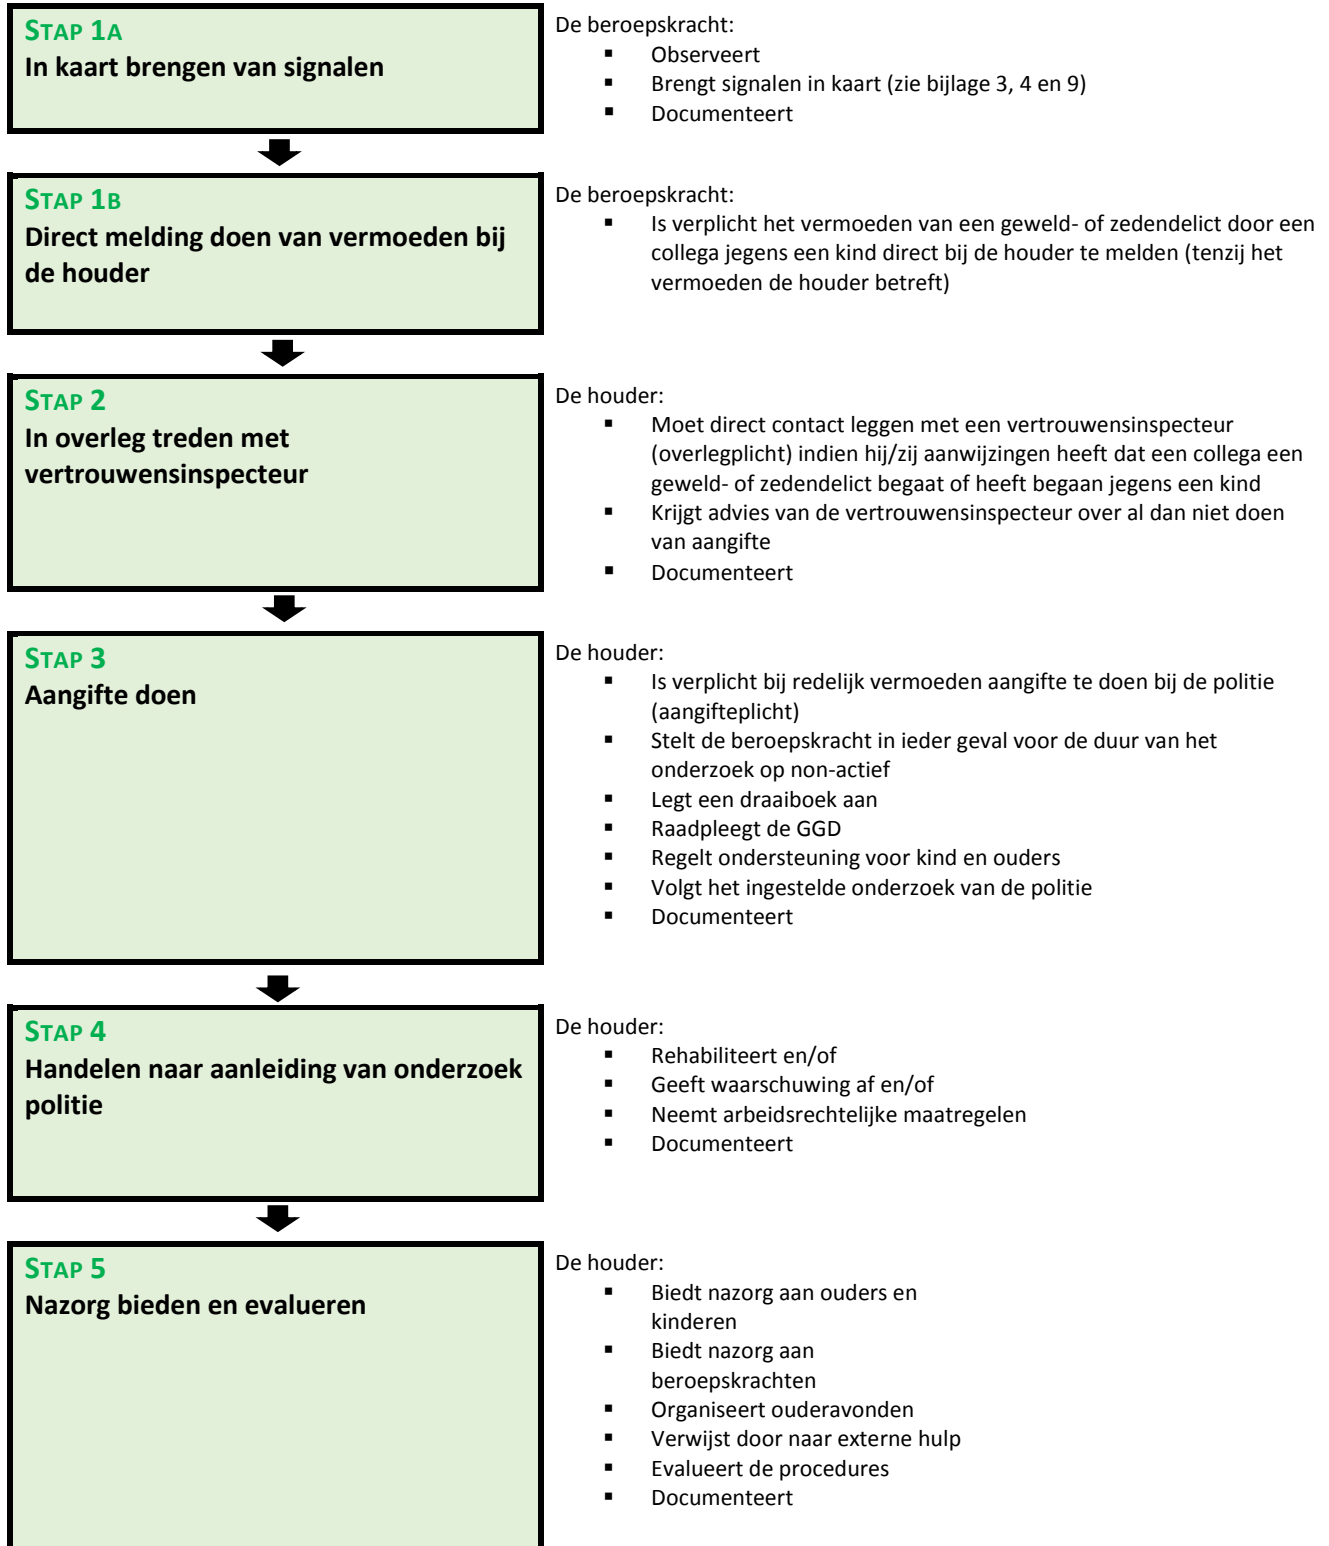 STAP 1A
In kaart brengen van signalen
De beroepskracht:
▪ Observeert
▪ Brengt signalen in kaart (zie bijlage 3, 4 en 9)
▪ Documenteert
STAP 1B
Direct melding doen van vermoeden bij
de houder
De beroepskracht:
▪ Is verplicht het vermoeden van een geweld- of zedendelict door een
collega jegens een kind direct bij de houder te melden (tenzij het
vermoeden de houder betreft)
STAP 2
In overleg treden met
vertrouwensinspecteur
De houder:
▪ Moet direct contact leggen met een vertrouwensinspecteur
(overlegplicht) indien hij/zij aanwijzingen heeft dat een collega een
geweld- of zedendelict begaat of heeft begaan jegens een kind
▪ Krijgt advies van de vertrouwensinspecteur over al dan niet doen
van aangifte
▪ Documenteert
STAP 3
Aangifte doen
De houder:
▪ Is verplicht bij redelijk vermoeden aangifte te doen bij de politie
(aangifteplicht)
▪ Stelt de beroepskracht in ieder geval voor de duur van het
onderzoek op non-actief
▪ Legt een draaiboek aan
▪ Raadpleegt de GGD
▪ Regelt ondersteuning voor kind en ouders
▪ Volgt het ingestelde onderzoek van de politie
▪ Documenteert
STAP 4
Handelen naar aanleiding van onderzoek
politie
De houder:
▪ Rehabiliteert en/of
▪ Geeft waarschuwing af en/of
▪ Neemt arbeidsrechtelijke maatregelen
▪ Documenteert
STAP 5
Nazorg bieden en evalueren
De houder:
▪ Biedt nazorg aan ouders en
kinderen
▪ Biedt nazorg aan
beroepskrachten
▪ Organiseert ouderavonden
▪ Verwijst door naar externe hulp
▪ Evalueert de procedures
▪ Documenteert